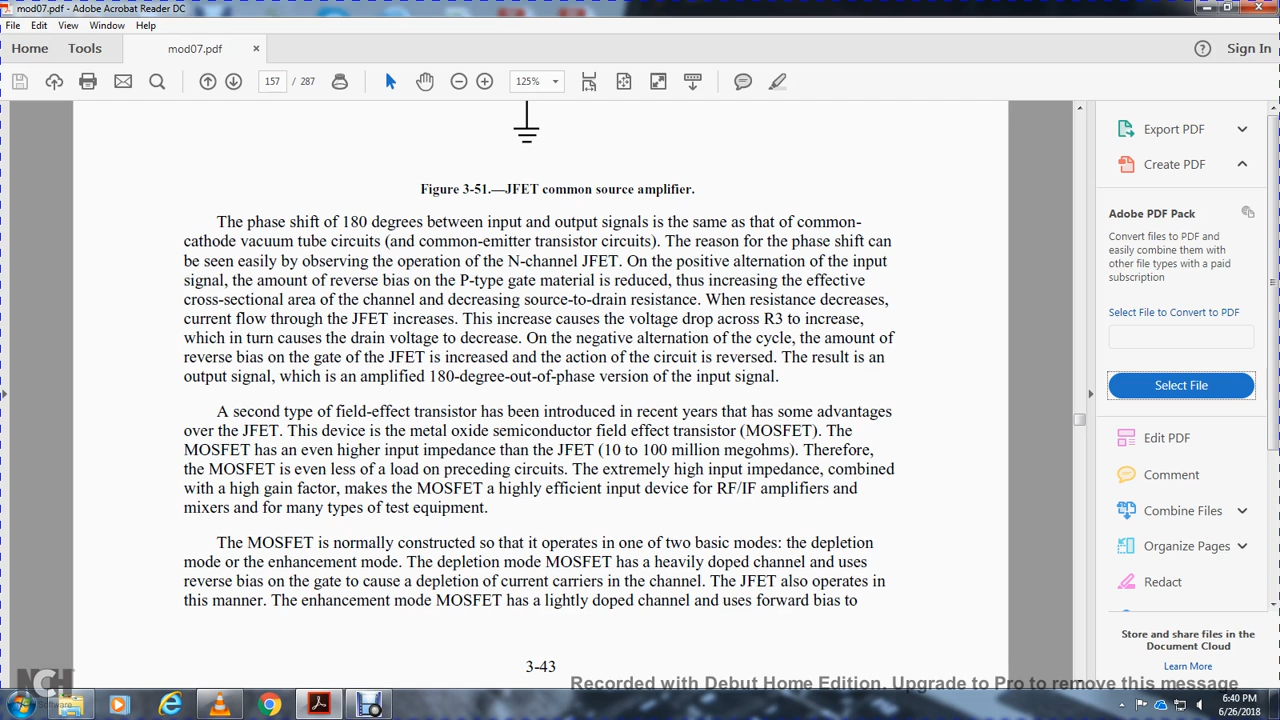 mod07.pdf - Adobe Acrobat Reader DC
File Edit View Window Help
Home Tools mod07.pdf × Sign In
157 / 287 125%
Figure 3-51.—JFET common source amplifier.
The phase shift of 180 degrees between input and output signals is the same as that of common-
cathode vacuum tube circuits (and common-emitter transistor circuits). The reason for the phase shift can
be seen easily by observing the operation of the N-channel JFET. On the positive alternation of the input
signal, the amount of reverse bias on the P-type gate material is reduced, thus increasing the effective
cross-sectional area of the channel and decreasing source-to-drain resistance. When resistance decreases,
current flow through the JFET increases. This increase causes the voltage drop across R3 to increase,
which in turn causes the drain voltage to decrease. On the negative alternation of the cycle, the amount of
reverse bias on the gate of the JFET is increased and the action of the circuit is reversed. The result is an
output signal, which is an amplified 180-degree-out-of-phase version of the input signal.
A second type of field-effect transistor has been introduced in recent years that has some advantages
over the JFET. This device is the metal oxide semiconductor field effect transistor (MOSFET). The
MOSFET has an even higher input impedance than the JFET (10 to 100 million megohms). Therefore,
the MOSFET is even less of a load on preceding circuits. The extremely high input impedance, combined
with a high gain factor, makes the MOSFET a highly efficient input device for RF/IF amplifiers and
mixers and for many types of test equipment.
The MOSFET is normally constructed so that it operates in one of two basic modes: the depletion
mode or the enhancement mode. The depletion mode MOSFET has a heavily doped channel and uses
reverse bias on the gate to cause a depletion of current carriers in the channel. The JFET also operates in
this manner. The enhancement mode MOSFET has a lightly doped channel and uses forward bias to
3-43
Export PDF
Create PDF
Adobe PDF Pack
Convert files to PDF and
easily combine them with
other file types with a paid
subscription
Select File to Convert to PDF
Select File
Edit PDF
Comment
Combine Files
Organize Pages
Redact
Store and share files in the
Document Cloud
Learn More
NCH
Software
Recorded with Debut Home Edition. Upgrade to Pro to remove this message
6:40 PM
6/26/2018